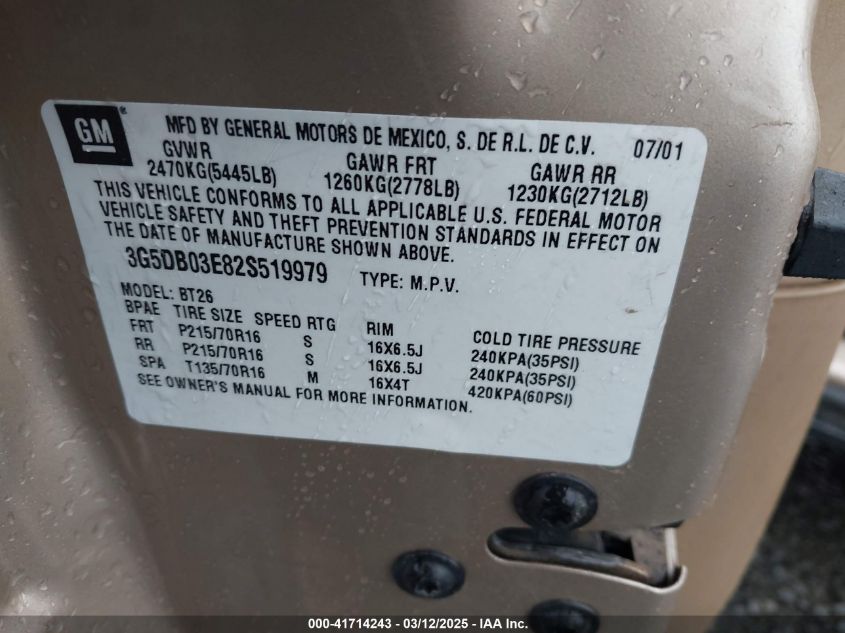 GM
MFD BY GENERAL MOTORS DE MEXICO, S. DE R.L. DE C.V. 07/01
GVWR GAWR FRT GAWR RR
2470KG(5445LB) 1260KG(2778LB) 1230KG(2712LB)
THIS VEHICLE CONFORMS TO ALL APPLICABLE U.S. FEDERAL MOTOR
VEHICLE SAFETY AND THEFT PREVENTION STANDARDS IN EFFECT ON
THE DATE OF MANUFACTURE SHOWN ABOVE.
3G5DB03E82S519979 TYPE: M.P.V.
MODEL: BT26
BPAE TIRE SIZE SPEED RTG RIM COLD TIRE PRESSURE
FRT P215/70R16 S 16X6.5J 240KPA(35PSI)
RR P215/70R16 S 16X6.5J 240KPA(35PSI)
SPA T135/70R16 M 16X4T 420KPA(60PSI)
SEE OWNER'S MANUAL FOR MORE INFORMATION.
000-41714243 / 03/12/2025 - IAA Inc.